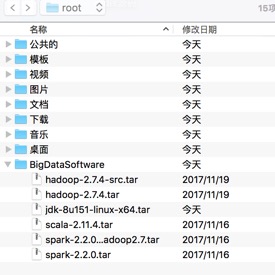 root
15项
名称 修改日期
公共的 今天
模板 今天
视频 今天
图片 今天
文档 今天
下载 今天
音乐 今天
桌面 今天
BigDataSoftware 今天
hadoop-2.7.4-src.tar 2017/11/19
hadoop-2.7.4.tar 2017/11/19
jdk-8u151-linux-x64.tar 今天
scala-2.11.4.tar 2017/11/16
spark-2.2.0...adoop2.7.tar 2017/11/16
spark-2.2.0.tar 2017/11/16